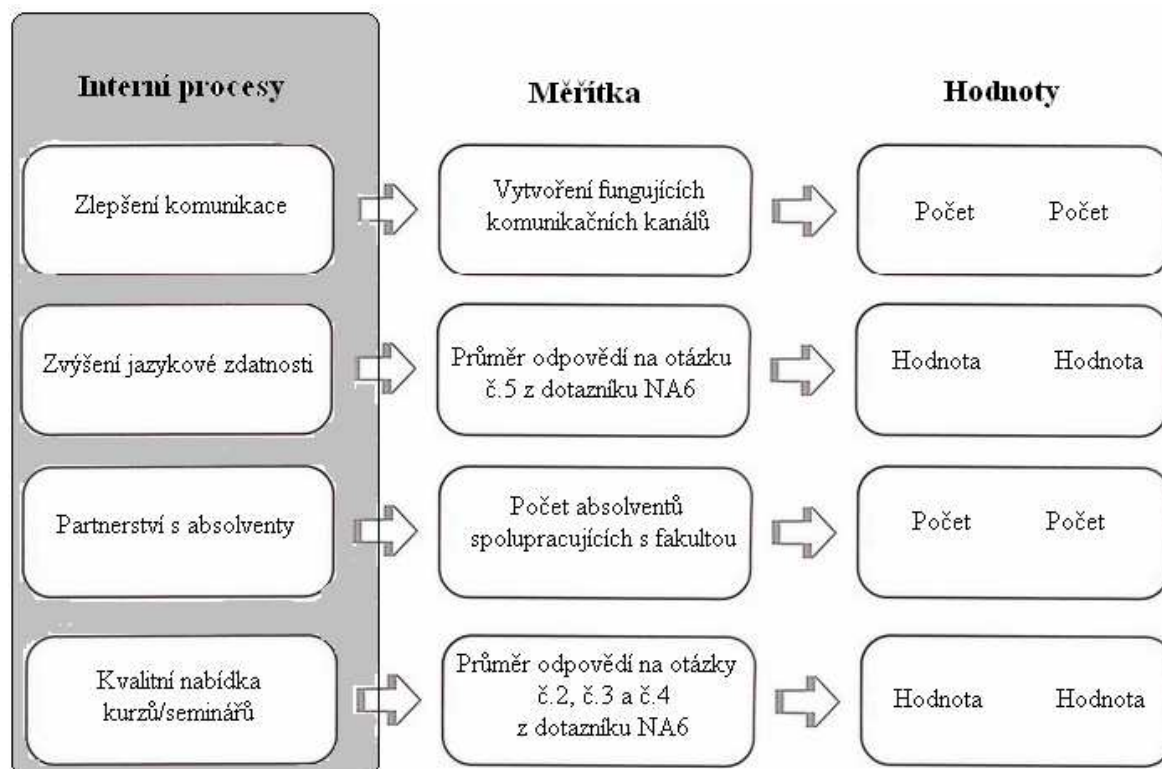 Interní procesy
Měřítka
Hodnoty
Zlepšení komunikace
Vytvoření fungujících
komunikačních kanálů
Počet Počet
Zvýšení jazykové zdatnosti
Průměr odpovědí na otázku
č.5 z dotazníku NA6
Hodnota Hodnota
Partnerství s absolventy
Počet absolventů
spolupracujících s fakultou
Počet Počet
Kvalitní nabídka
kurzů/seminářů
Průměr odpovědí na otázky
č.2, č.3 a č.4
z dotazníku NA6
Hodnota Hodnota